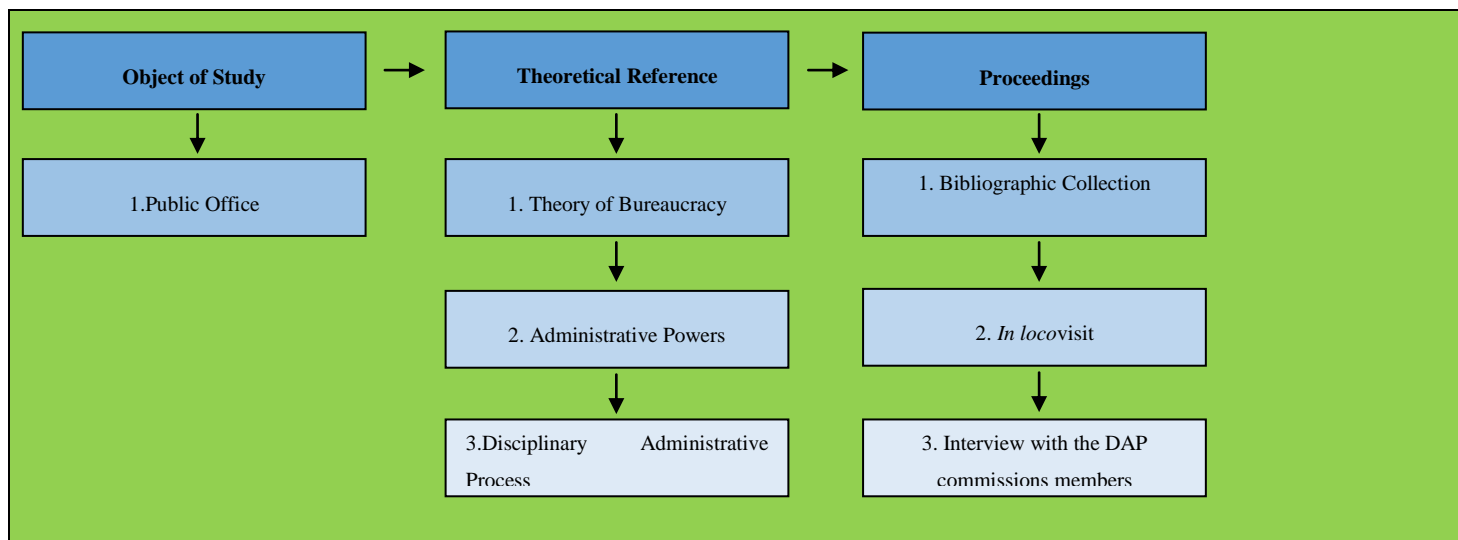 Object of Study
Theoretical Reference
Proceedings
1.Public Office
1. Theory of Bureaucracy
1. Bibliographic Collection
2. Administrative Powers
2. In locovisit
3.Disciplinary Administrative
Process
3. Interview with the DAP
commissions members